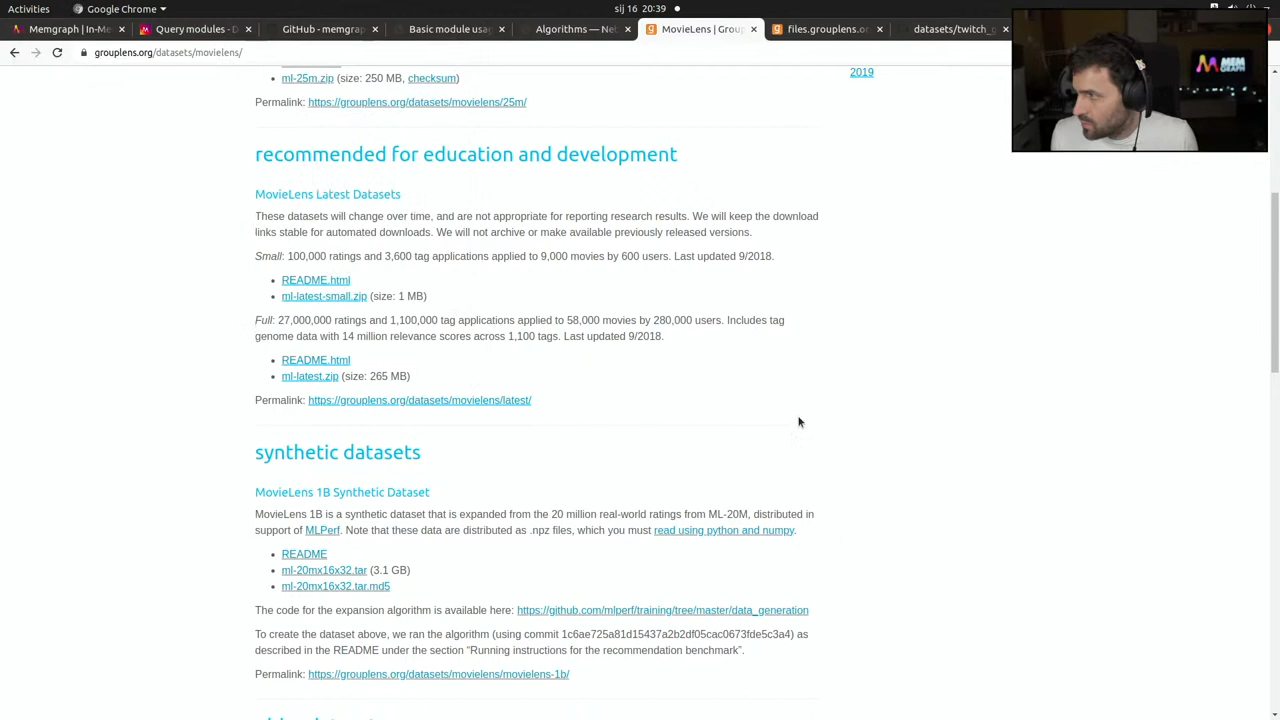 Activities
Google Chrome
sij 16 20:39
Memgraph | In-Me
Query modules - D
GitHub - memgrap
Basic module usag
Algorithms — Net
MovieLens | Group
files.grouplens.org
datasets/twitch_g
grouplens.org/datasets/movielens/
MEM
GRAPH
ml-25m.zip (size: 250 MB, checksum)
2019
Permalink: https://grouplens.org/datasets/movielens/25m/
recommended for education and development
MovieLens Latest Datasets
These datasets will change over time, and are not appropriate for reporting research results. We will keep the download
links stable for automated downloads. We will not archive or make available previously released versions.
Small: 100,000 ratings and 3,600 tag applications applied to 9,000 movies by 600 users. Last updated 9/2018.
README.html
ml-latest-small.zip (size: 1 MB)
Full: 27,000,000 ratings and 1,100,000 tag applications applied to 58,000 movies by 280,000 users. Includes tag
genome data with 14 million relevance scores across 1,100 tags. Last updated 9/2018.
README.html
ml-latest.zip (size: 265 MB)
Permalink: https://grouplens.org/datasets/movielens/latest/
synthetic datasets
MovieLens 1B Synthetic Dataset
MovieLens 1B is a synthetic dataset that is expanded from the 20 million real-world ratings from ML-20M, distributed in
support of MLPerf. Note that these data are distributed as .npz files, which you must read using python and numpy.
README
ml-20mx16x32.tar (3.1 GB)
ml-20mx16x32.tar.md5
The code for the expansion algorithm is available here: https://github.com/mlperf/training/tree/master/data_generation
To create the dataset above, we ran the algorithm (using commit 1c6ae725a81d15437a2b2df05cac0673fde5c3a4) as
described in the README under the section “Running instructions for the recommendation benchmark”.
Permalink: https://grouplens.org/datasets/movielens/movielens-1b/